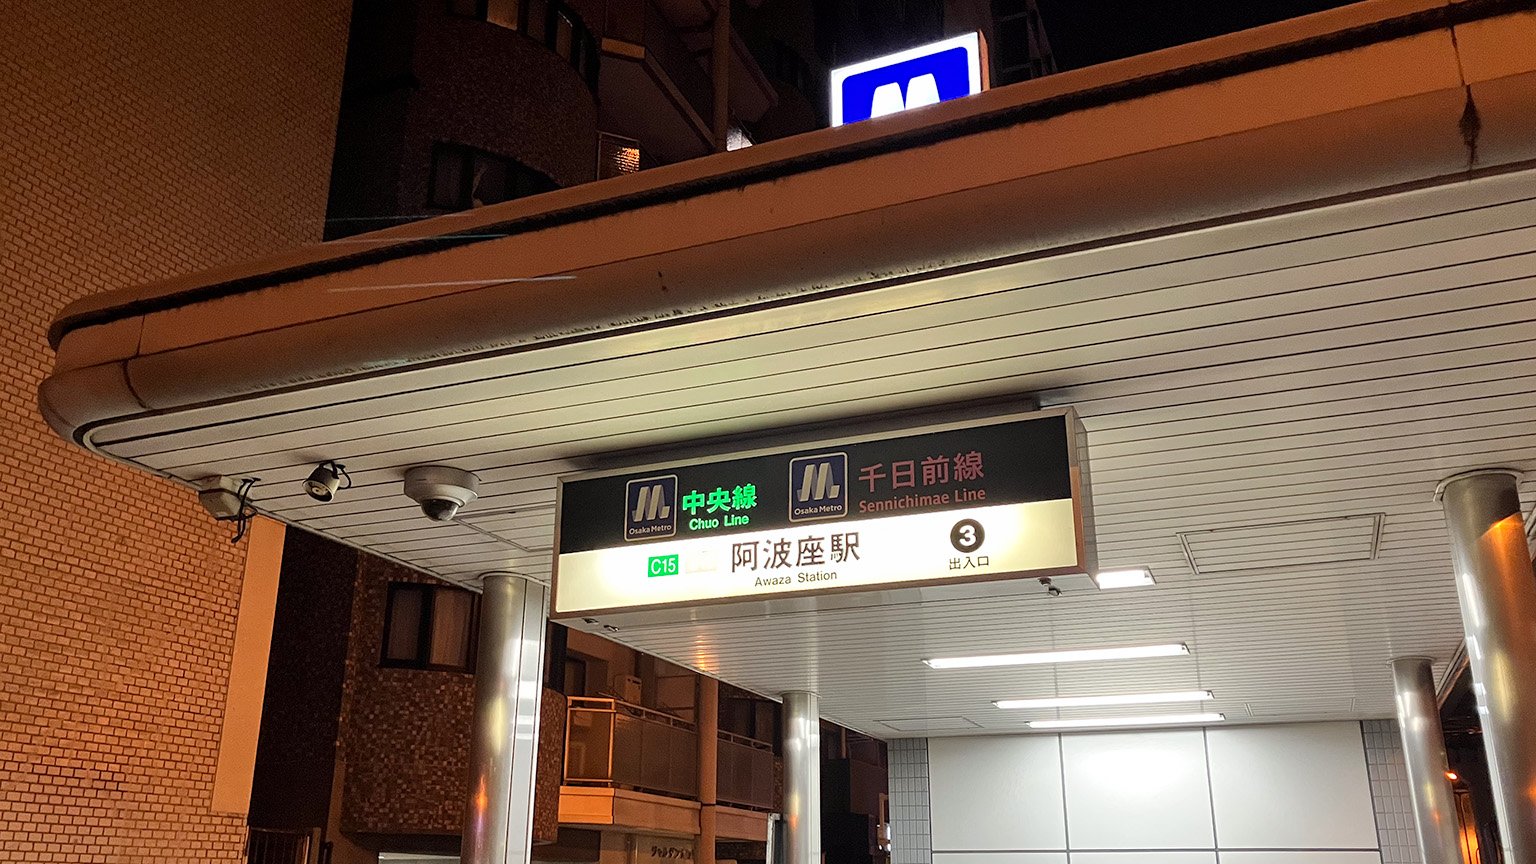 中央線
Chuo Line
Osaka Metro
千日前線
Sennichimae Line
Osaka Metro
C15
阿波座駅
Awaza Station
3
出入口